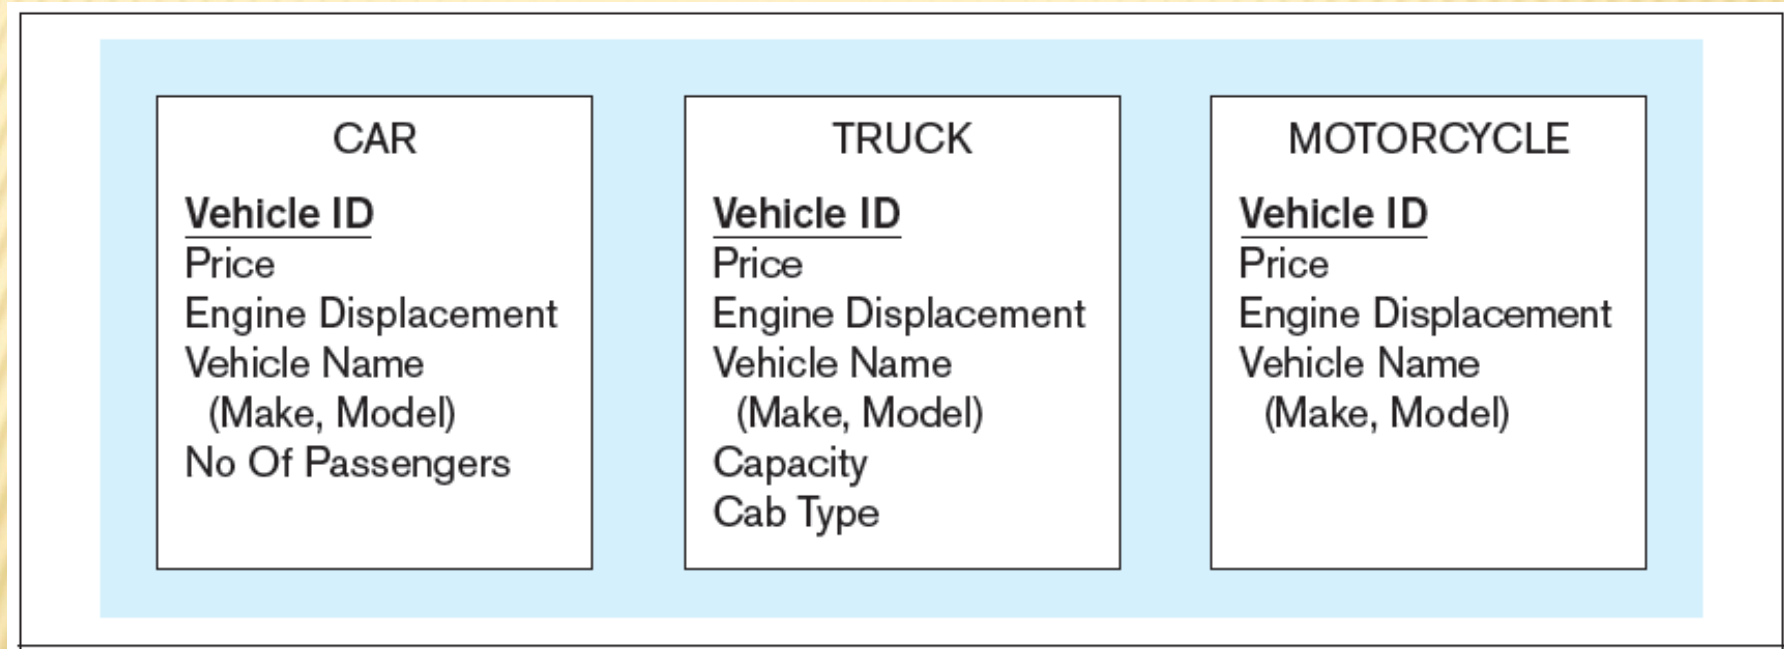 CAR
Vehicle ID
Price
Engine Displacement
Vehicle Name
(Make, Model)
No Of Passengers
TRUCK
Vehicle ID
Price
Engine Displacement
Vehicle Name
(Make, Model)
Capacity
Cab Type
MOTORCYCLE
Vehicle ID
Price
Engine Displacement
Vehicle Name
(Make, Model)